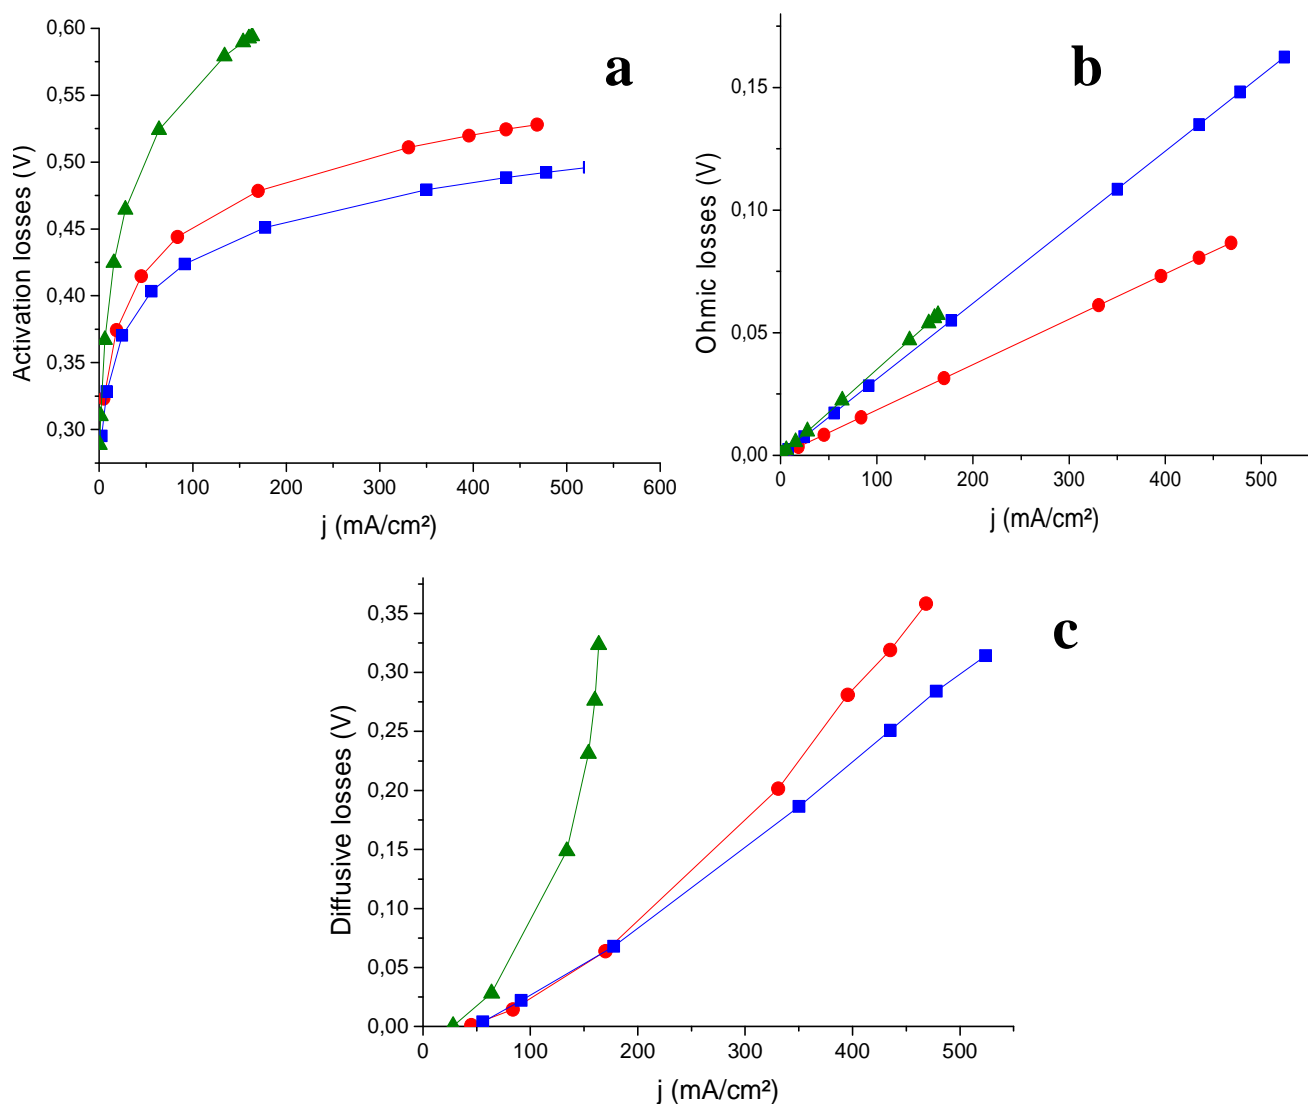 a
Activation losses (V)
0,60
0,55
0,50
0,45
0,40
0,35
0,30
0 100 200 300 400 500 600
j (mA/cm²)
b
Ohmic losses (V)
0,15
0,10
0,05
0,00
0 100 200 300 400 500
j (mA/cm²)
c
Diffusive losses (V)
0,35
0,30
0,25
0,20
0,15
0,10
0,05
0,00
0 100 200 300 400 500
j (mA/cm²)